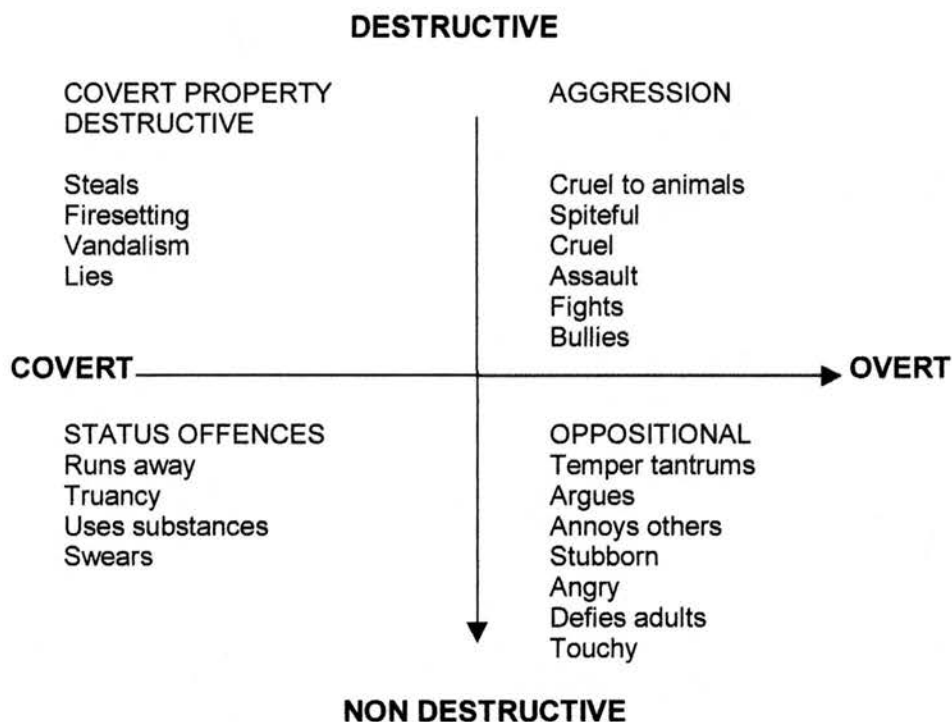 DESTRUCTIVE
COVERT PROPERTY
DESTRUCTIVE
Steals
Firesetting
Vandalism
Lies
AGGRESSION
Cruel to animals
Spiteful
Cruel
Assault
Fights
Bullies
COVERT
OVERT
STATUS OFFENCES
Runs away
Truancy
Uses substances
Swears
OPPOSITIONAL
Temper tantrums
Argues
Annoys others
Stubborn
Angry
Defies adults
Touchy
NON DESTRUCTIVE